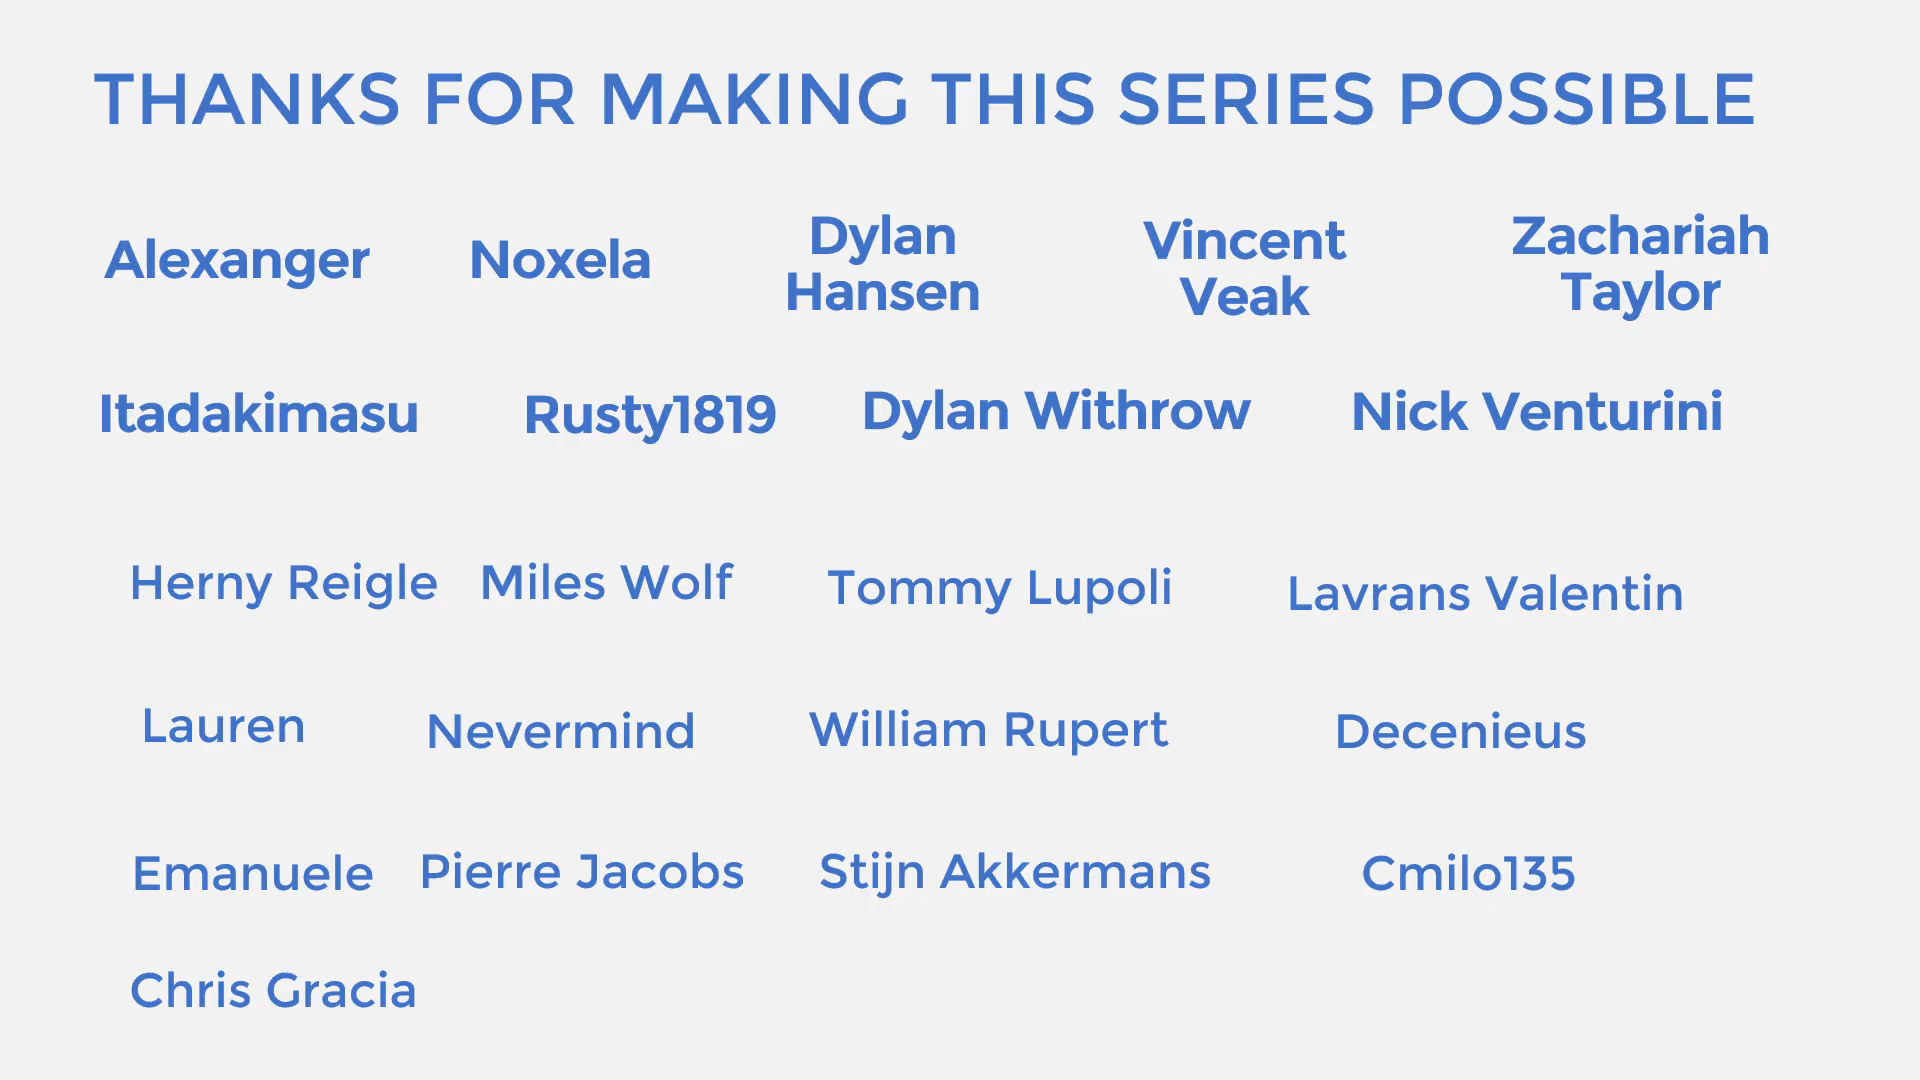 THANKS FOR MAKING THIS SERIES POSSIBLE
Alexanger
Noxela
Dylan
Hansen
Vincent
Veak
Zachariah
Taylor
Itadakimasu
Rusty1819
Dylan Withrow
Nick Venturini
Herny Reigle
Miles Wolf
Tommy Lupoli
Lavrans Valentin
Lauren
Nevermind
William Rupert
Decenieus
Emanuele
Pierre Jacobs
Stijn Akkermans
Cmilo135
Chris Gracia